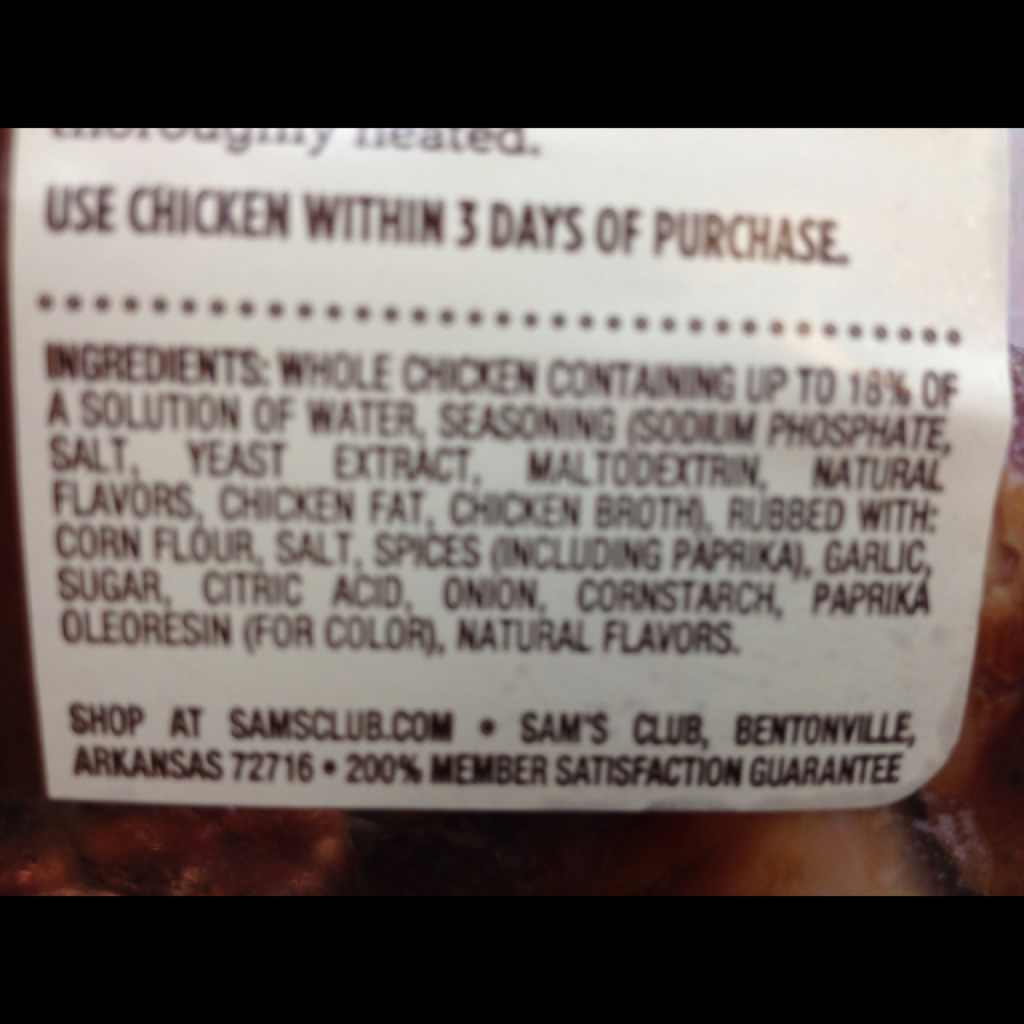 thoroughly heated.
USE CHICKEN WITHIN 3 DAYS OF PURCHASE.
INGREDIENTS: WHOLE CHICKEN CONTAINING UP TO 18% OF
A SOLUTION OF WATER, SEASONING (SODIUM PHOSPHATE,
SALT, YEAST EXTRACT, MALTODEXTRIN, NATURAL
FLAVORS, CHICKEN FAT, CHICKEN BROTH), RUBBED WITH:
CORN FLOUR, SALT, SPICES (INCLUDING PAPRIKA), GARLIC,
SUGAR, CITRIC ACID, ONION, CORNSTARCH, PAPRIKA
OLEORESIN (FOR COLOR), NATURAL FLAVORS.
SHOP AT SAMSCLUB.COM • SAM'S CLUB, BENTONVILLE,
ARKANSAS 72716 • 200% MEMBER SATISFACTION GUARANTEE